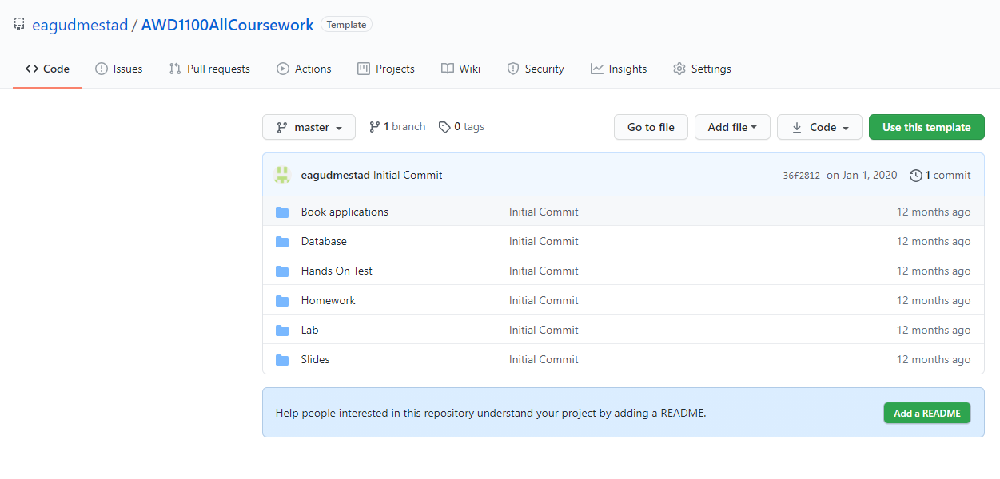 eagudmestad / AWD1100AllCoursework Template
Code Issues Pull requests Actions Projects Wiki Security Insights Settings
master 1 branch 0 tags Go to file Add file Code Use this template
eagudmestad Initial Commit 36f2812 on Jan 1, 2020 1 commit
Book applications Initial Commit 12 months ago
Database Initial Commit 12 months ago
Hands On Test Initial Commit 12 months ago
Homework Initial Commit 12 months ago
Lab Initial Commit 12 months ago
Slides Initial Commit 12 months ago
Help people interested in this repository understand your project by adding a README. Add a README